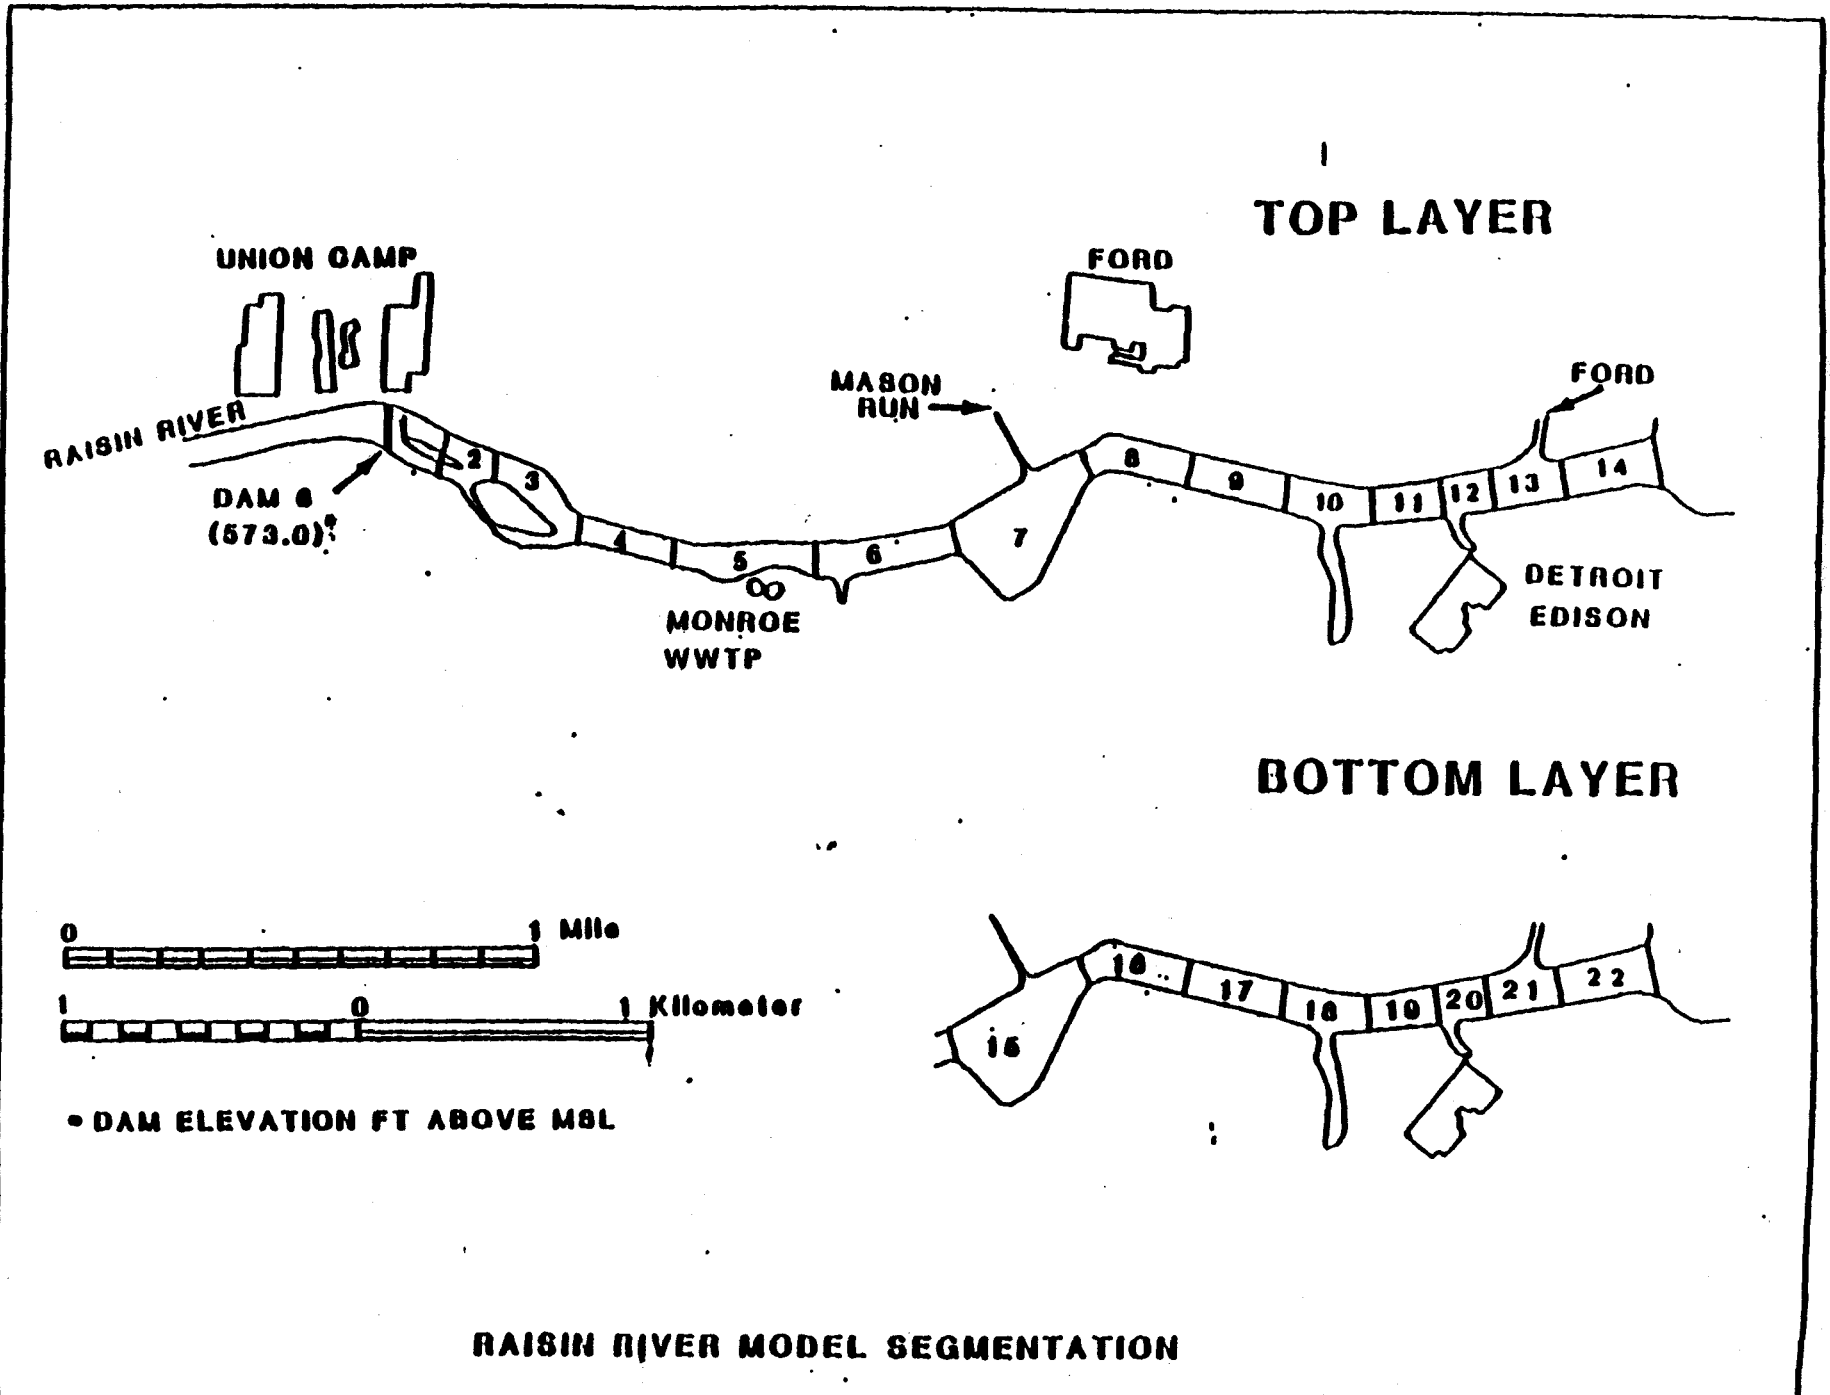 TOP LAYER
UNION CAMP
FORD
MASON
RUN
FORD
RAISIN RIVER
DAM 6
(573.0)*
2
3
4
5
6
7
8
9
10
11
12
13
14
MONROE
WWTP
DETROIT
EDISON
BOTTOM LAYER
0 1 Mile
1 0 1 Kilometer
15
16
17
18
19
20
21
22
* DAM ELEVATION FT ABOVE MSL
RAISIN RIVER MODEL SEGMENTATION